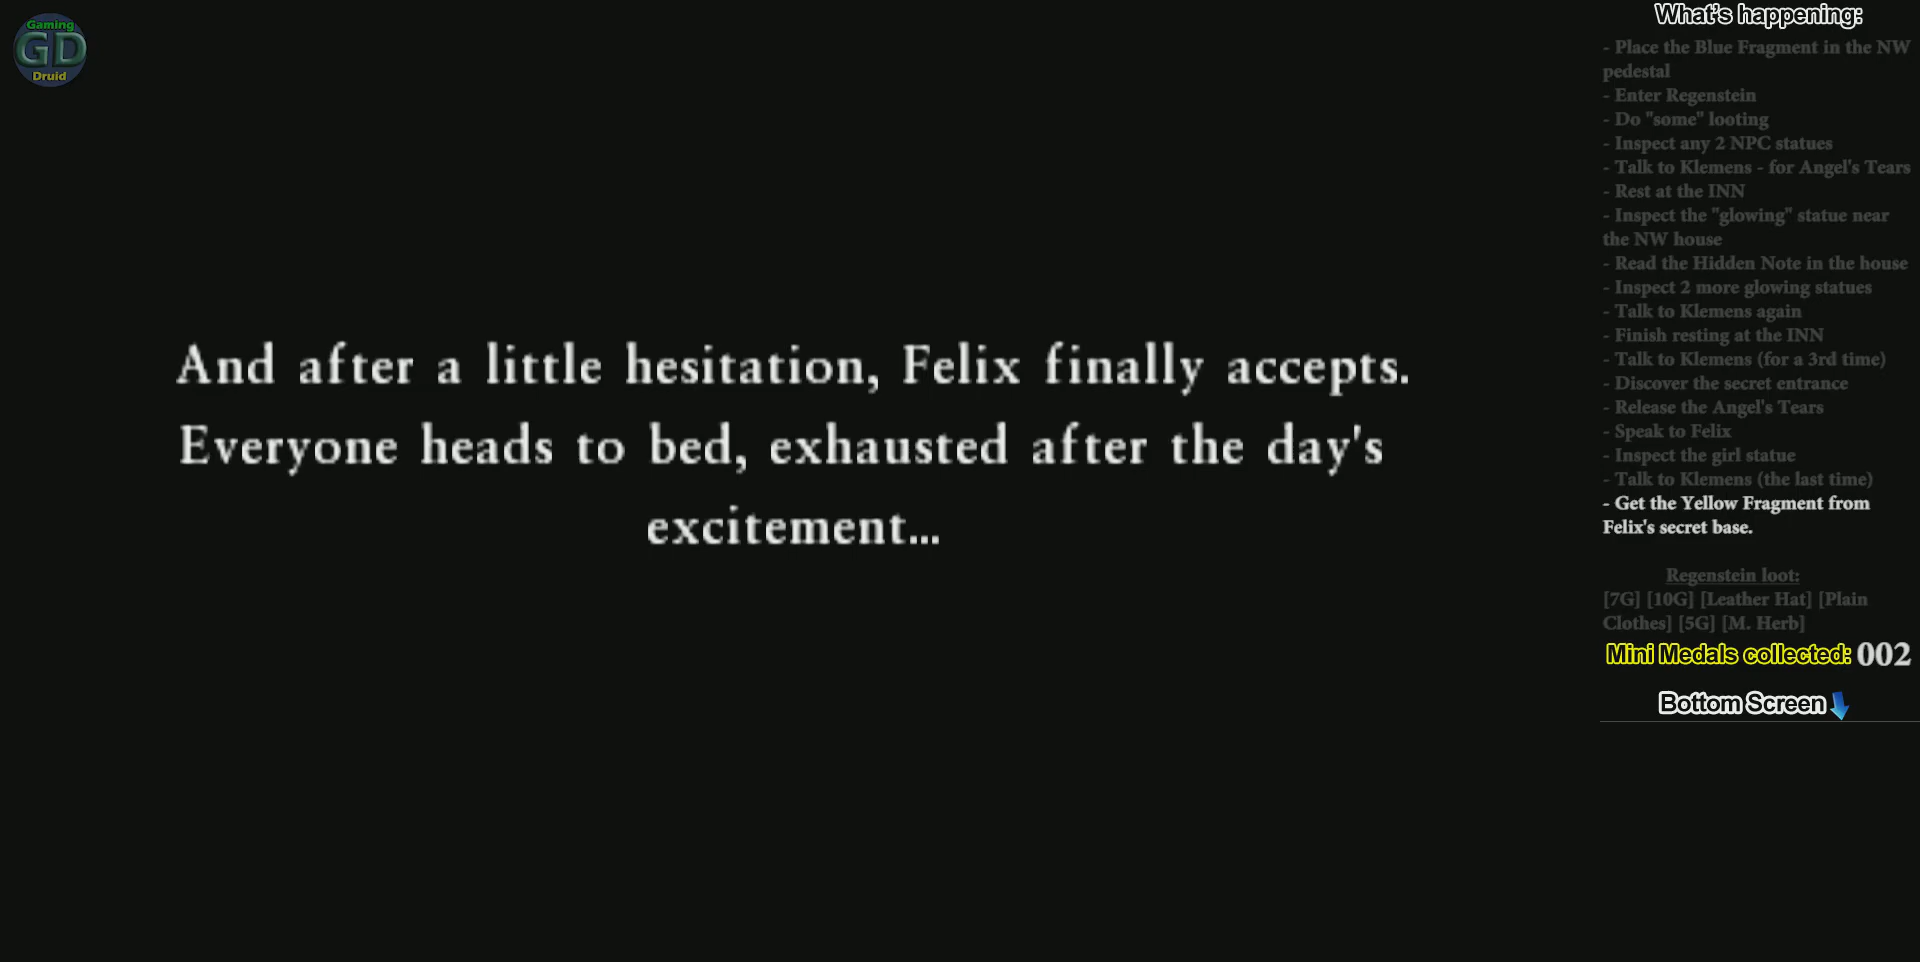 Gaming
GD
Druid
And after a little hesitation, Felix finally accepts.
Everyone heads to bed, exhausted after the day's
excitement...
What's happening:
- Place the Blue Fragment in the NW
pedestal
- Enter Regenstein
- Do "some" looting
- Inspect any 2 NPC statues
- Talk to Klemens - for Angel's Tears
- Rest at the INN
- Inspect the "glowing" statue near
the NW house
- Read the Hidden Note in the house
- Inspect 2 more glowing statues
- Talk to Klemens again
- Finish resting at the INN
- Talk to Klemens (for a 3rd time)
- Discover the secret entrance
- Release the Angel's Tears
- Speak to Felix
- Inspect the girl statue
- Talk to Klemens (the last time)
- Get the Yellow Fragment from
Felix's secret base.
Regenstein loot:
[7G] [10G] [Leather Hat] [Plain
Clothes] [5G] [M. Herb]
Mini Medals collected: 002
Bottom Screen